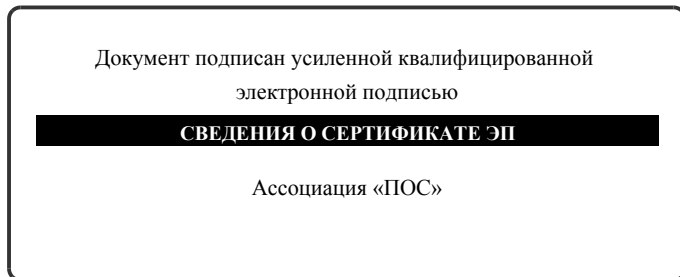 Документ подписан усиленной квалифицированной
электронной подписью
СВЕДЕНИЯ О СЕРТИФИКАТЕ ЭП
Ассоциация «ПОС»